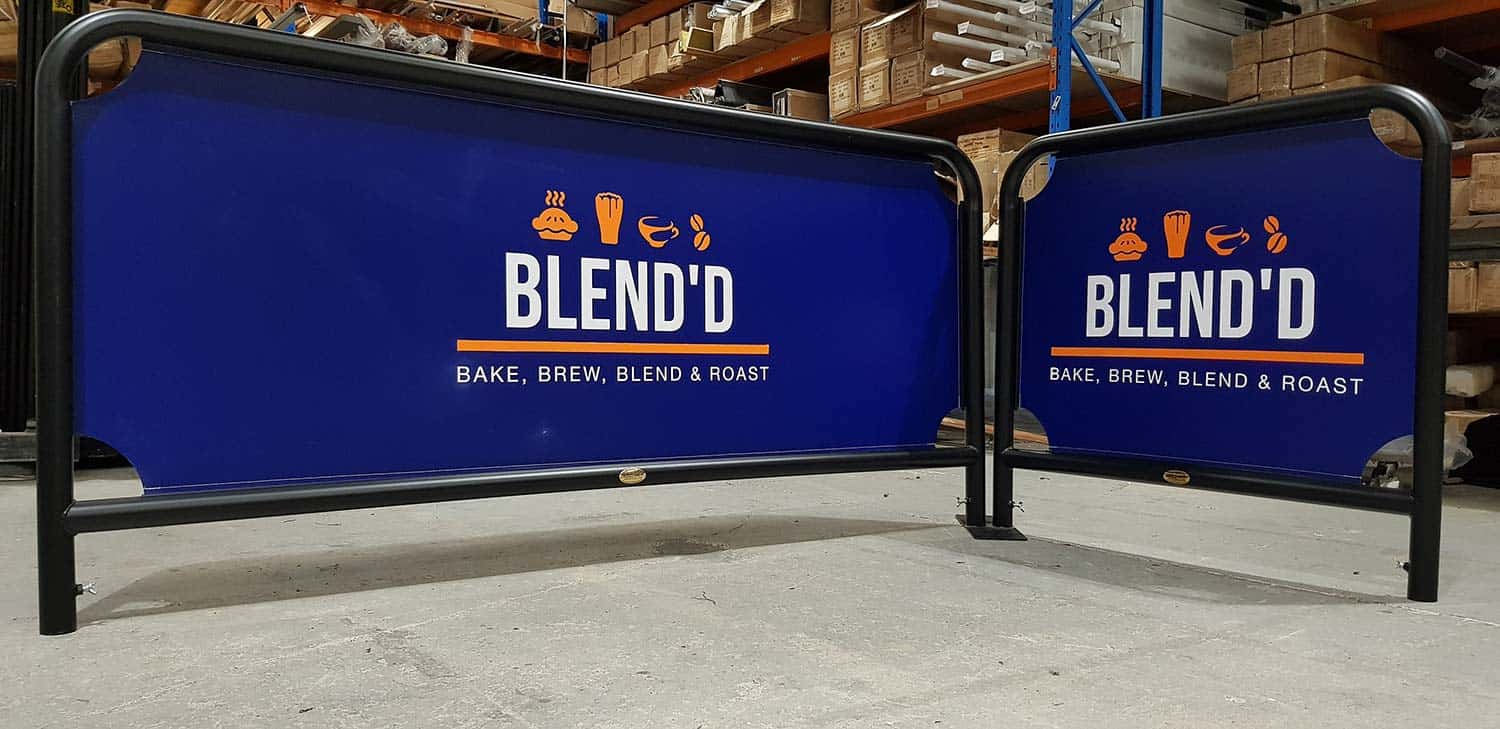 BLEND'D
BAKE, BREW, BLEND & ROAST
BLEND'D
BAKE, BREW, BLEND & ROAST